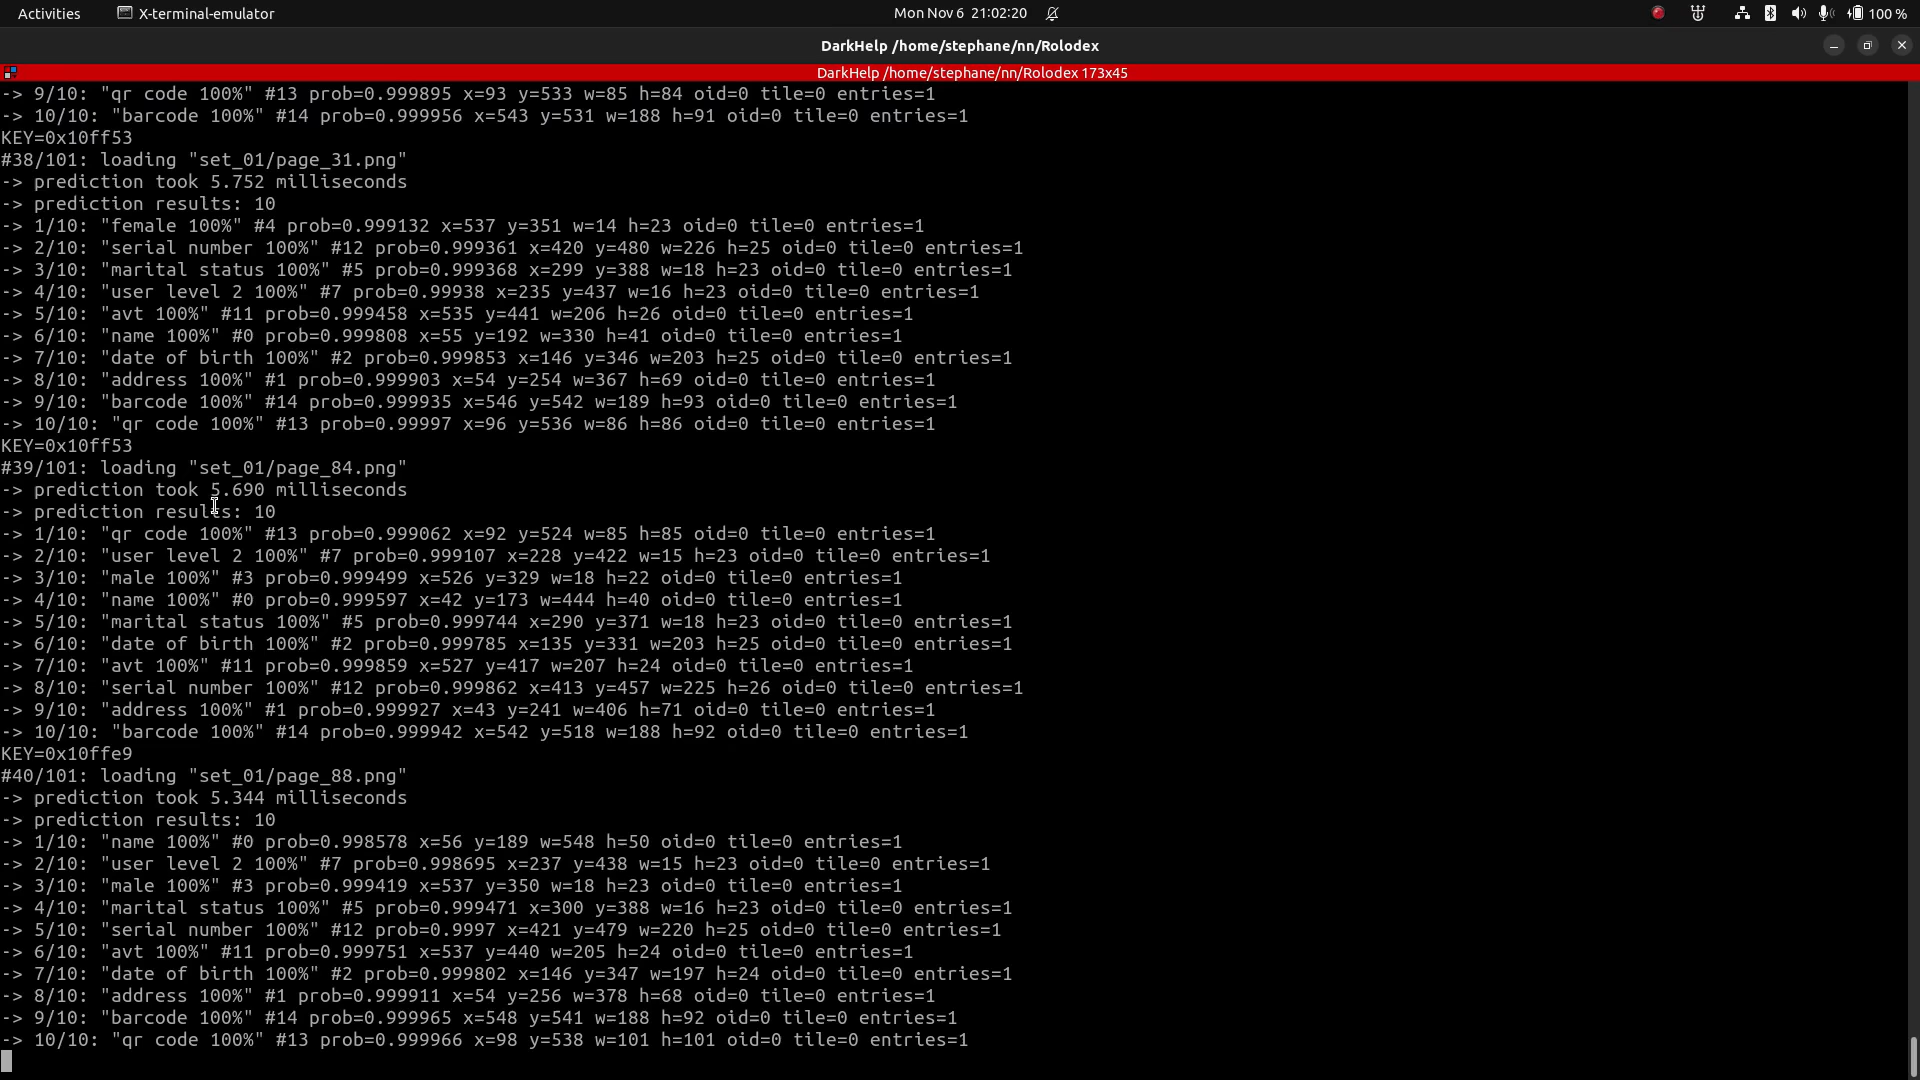 Activities X-terminal-emulator Mon Nov 6 21:02:20 100 %
DarkHelp /home/stephane/nn/Rolodex
DarkHelp /home/stephane/nn/Rolodex 173x45
-> 9/10: "qr code 100%" #13 prob=0.999895 x=93 y=533 w=85 h=84 oid=0 tile=0 entries=1
-> 10/10: "barcode 100%" #14 prob=0.999956 x=543 y=531 w=188 h=91 oid=0 tile=0 entries=1
KEY=0x10ff53
#38/101: loading "set_01/page_31.png"
-> prediction took 5.752 milliseconds
-> prediction results: 10
-> 1/10: "female 100%" #4 prob=0.999132 x=537 y=351 w=14 h=23 oid=0 tile=0 entries=1
-> 2/10: "serial number 100%" #12 prob=0.999361 x=420 y=480 w=226 h=25 oid=0 tile=0 entries=1
-> 3/10: "marital status 100%" #5 prob=0.999368 x=299 y=388 w=18 h=23 oid=0 tile=0 entries=1
-> 4/10: "user level 2 100%" #7 prob=0.99938 x=235 y=437 w=16 h=23 oid=0 tile=0 entries=1
-> 5/10: "avt 100%" #11 prob=0.999458 x=535 y=441 w=206 h=26 oid=0 tile=0 entries=1
-> 6/10: "name 100%" #0 prob=0.999808 x=55 y=192 w=330 h=41 oid=0 tile=0 entries=1
-> 7/10: "date of birth 100%" #2 prob=0.999853 x=146 y=346 w=203 h=25 oid=0 tile=0 entries=1
-> 8/10: "address 100%" #1 prob=0.999903 x=54 y=254 w=367 h=69 oid=0 tile=0 entries=1
-> 9/10: "barcode 100%" #14 prob=0.999935 x=546 y=542 w=189 h=93 oid=0 tile=0 entries=1
-> 10/10: "qr code 100%" #13 prob=0.99997 x=96 y=536 w=86 h=86 oid=0 tile=0 entries=1
KEY=0x10ff53
#39/101: loading "set_01/page_84.png"
-> prediction took 5.690 milliseconds
-> prediction results: 10
-> 1/10: "qr code 100%" #13 prob=0.999062 x=92 y=524 w=85 h=85 oid=0 tile=0 entries=1
-> 2/10: "user level 2 100%" #7 prob=0.999107 x=228 y=422 w=15 h=23 oid=0 tile=0 entries=1
-> 3/10: "male 100%" #3 prob=0.999499 x=526 y=329 w=18 h=22 oid=0 tile=0 entries=1
-> 4/10: "name 100%" #0 prob=0.999597 x=42 y=173 w=444 h=40 oid=0 tile=0 entries=1
-> 5/10: "marital status 100%" #5 prob=0.999744 x=290 y=371 w=18 h=23 oid=0 tile=0 entries=1
-> 6/10: "date of birth 100%" #2 prob=0.999785 x=135 y=331 w=203 h=25 oid=0 tile=0 entries=1
-> 7/10: "avt 100%" #11 prob=0.999859 x=527 y=417 w=207 h=24 oid=0 tile=0 entries=1
-> 8/10: "serial number 100%" #12 prob=0.999862 x=413 y=457 w=225 h=26 oid=0 tile=0 entries=1
-> 9/10: "address 100%" #1 prob=0.999927 x=43 y=241 w=406 h=71 oid=0 tile=0 entries=1
-> 10/10: "barcode 100%" #14 prob=0.999942 x=542 y=518 w=188 h=92 oid=0 tile=0 entries=1
KEY=0x10ffe9
#40/101: loading "set_01/page_88.png"
-> prediction took 5.344 milliseconds
-> prediction results: 10
-> 1/10: "name 100%" #0 prob=0.998578 x=56 y=189 w=548 h=50 oid=0 tile=0 entries=1
-> 2/10: "user level 2 100%" #7 prob=0.998695 x=237 y=438 w=15 h=23 oid=0 tile=0 entries=1
-> 3/10: "male 100%" #3 prob=0.999419 x=537 y=350 w=18 h=23 oid=0 tile=0 entries=1
-> 4/10: "marital status 100%" #5 prob=0.999471 x=300 y=388 w=16 h=23 oid=0 tile=0 entries=1
-> 5/10: "serial number 100%" #12 prob=0.9997 x=421 y=479 w=220 h=25 oid=0 tile=0 entries=1
-> 6/10: "avt 100%" #11 prob=0.999751 x=537 y=440 w=205 h=24 oid=0 tile=0 entries=1
-> 7/10: "date of birth 100%" #2 prob=0.999802 x=146 y=347 w=197 h=24 oid=0 tile=0 entries=1
-> 8/10: "address 100%" #1 prob=0.999911 x=54 y=256 w=378 h=68 oid=0 tile=0 entries=1
-> 9/10: "barcode 100%" #14 prob=0.999965 x=548 y=541 w=188 h=92 oid=0 tile=0 entries=1
-> 10/10: "qr code 100%" #13 prob=0.999966 x=98 y=538 w=101 h=101 oid=0 tile=0 entries=1